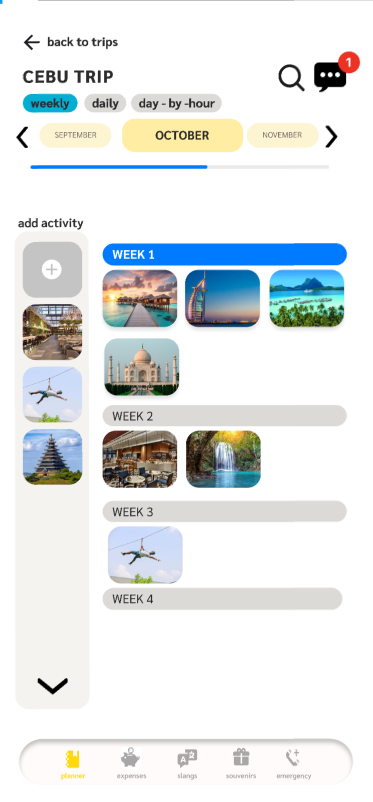 back to trips
CEBU TRIP
1
weekly daily day - by -hour
SEPTEMBER OCTOBER NOVEMBER
add activity
WEEK 1
WEEK 2
WEEK 3
WEEK 4
A
planner expenses slangs souvenirs emergency